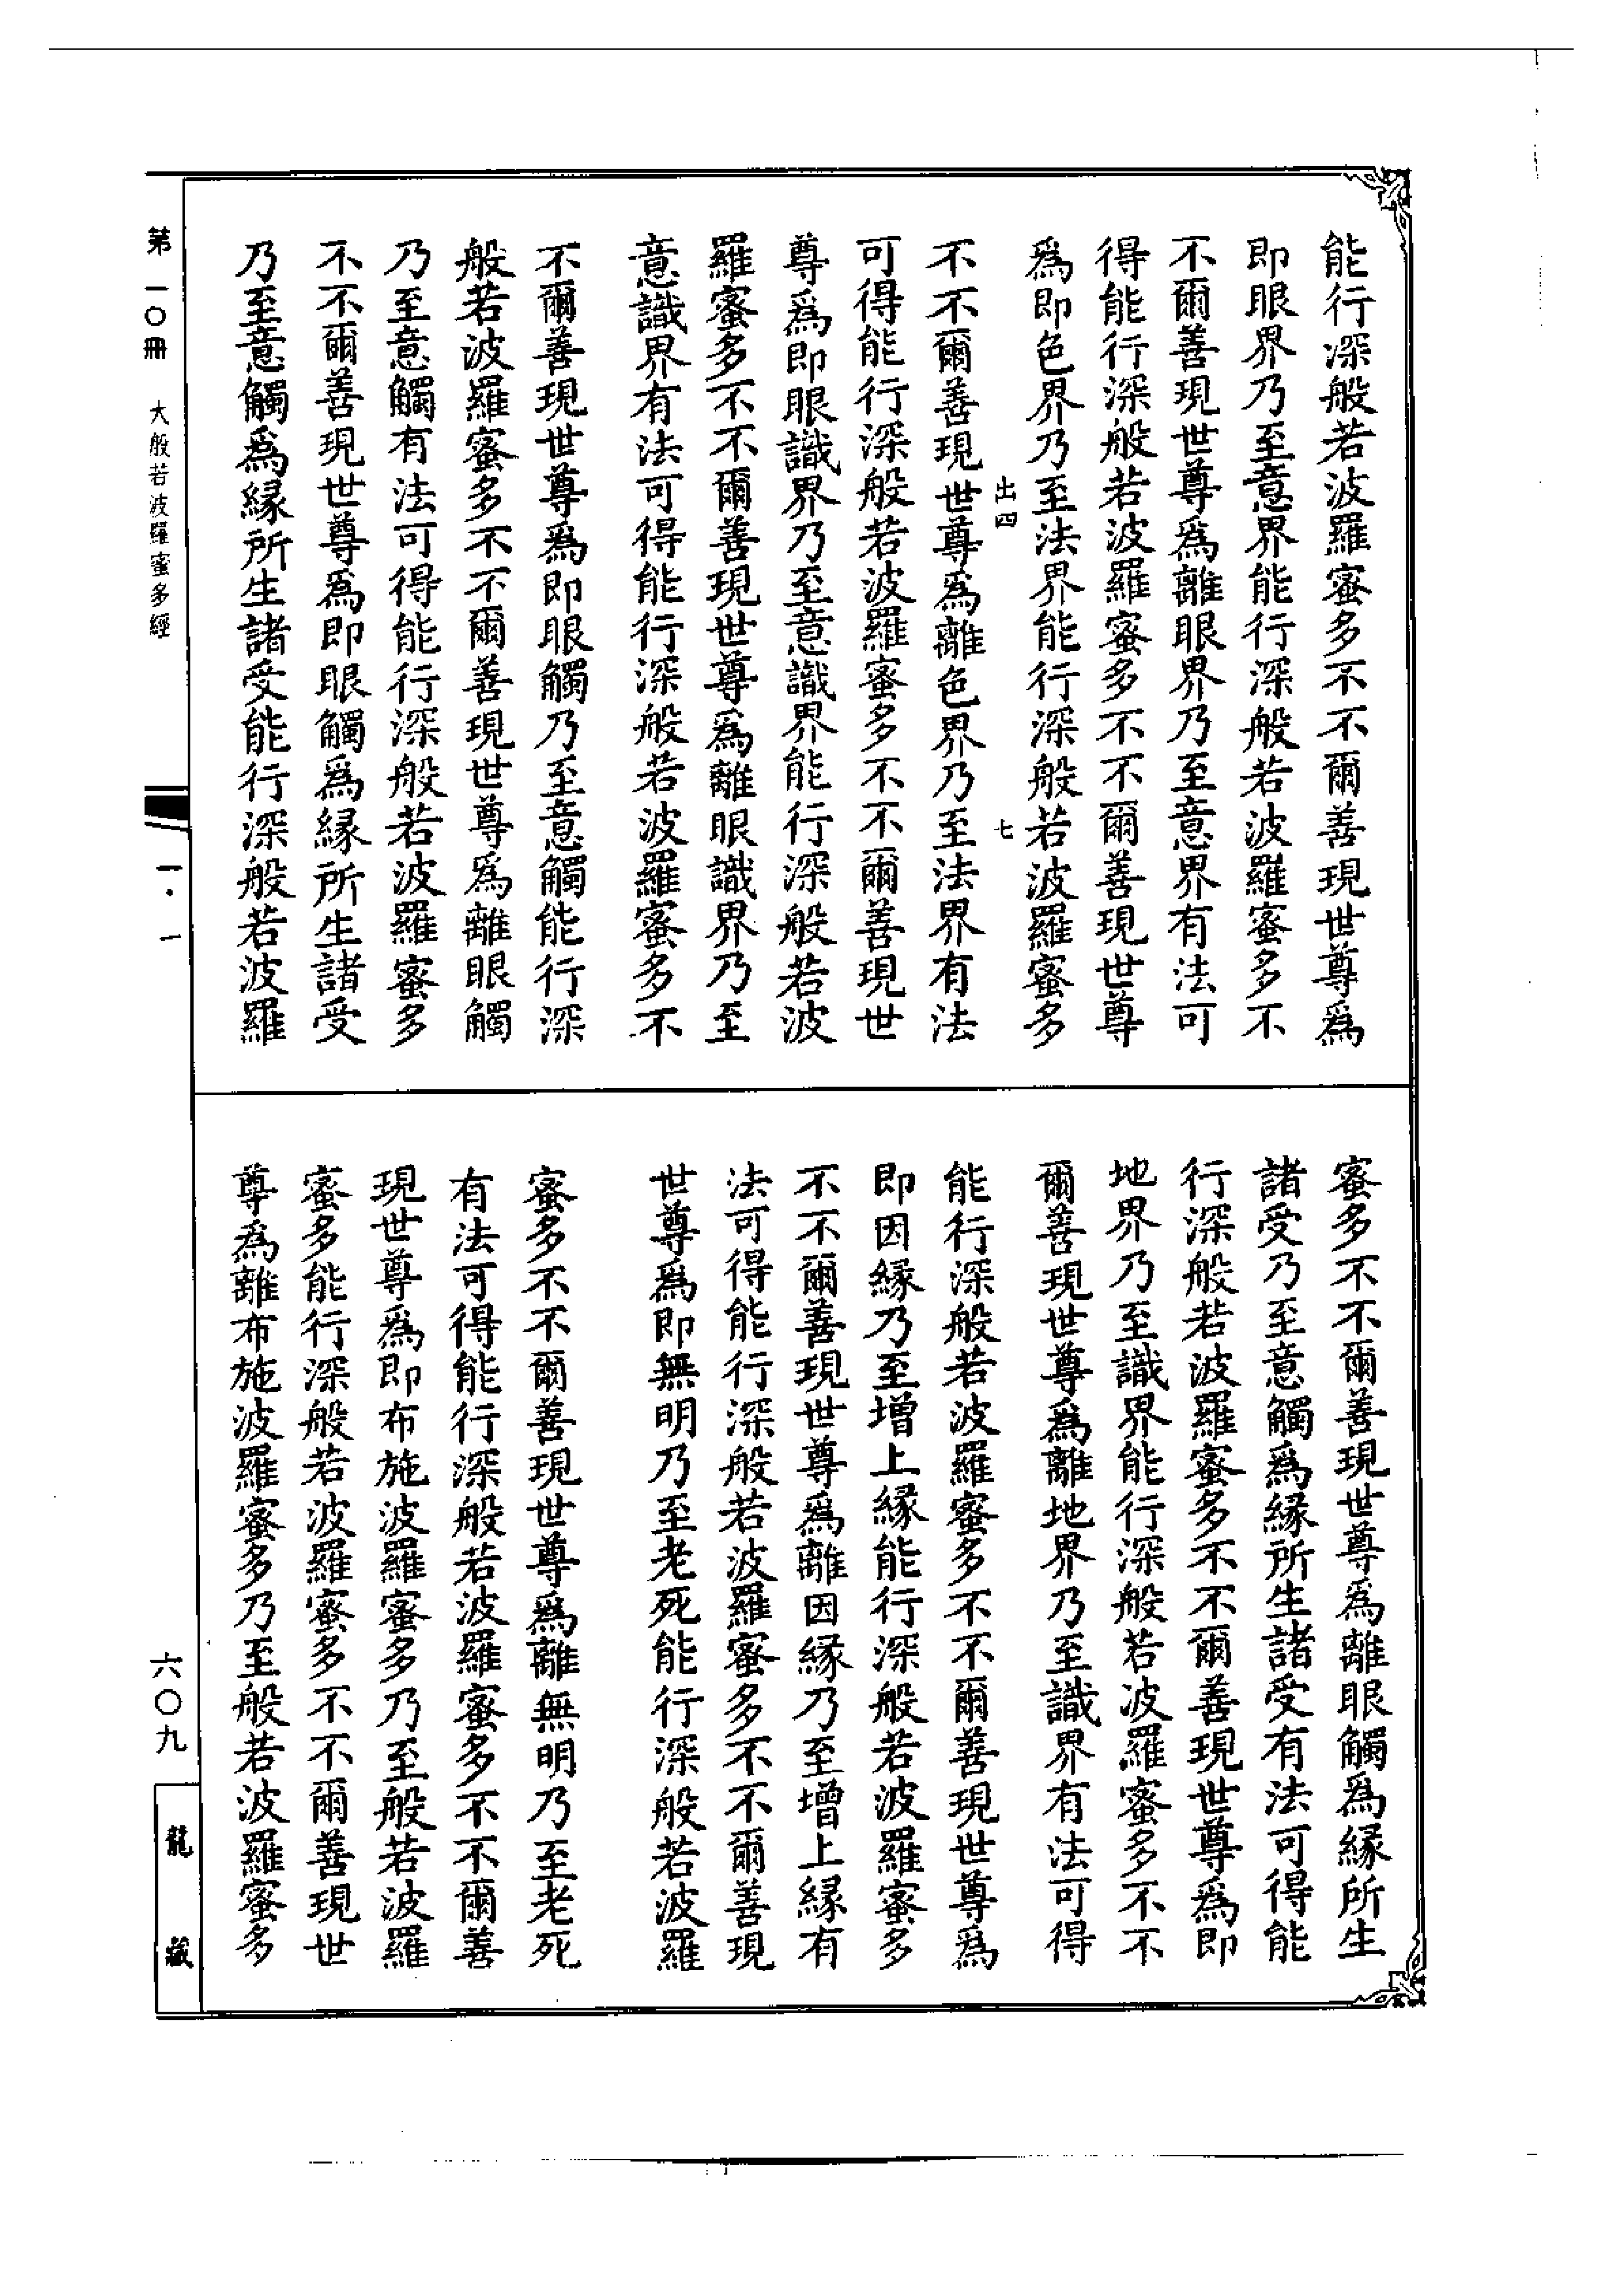 能行深般若波羅蜜多不不爾善現世尊爲
即眼界乃至意界能行深般若波羅蜜多不
不爾善現世尊爲離眼界乃至意界有法可
得能行深般若波羅蜜多不不爾善現世尊
爲即色界乃至法界能行深般若波羅蜜多
出四
七
不不爾善現世尊爲離色界乃至法界有法
可得能行深般若波羅蜜多不不爾善現世
尊爲即眼識界乃至意識界能行深般若波
羅蜜多不不爾善現世尊爲離眼識界乃至
意識界有法可得能行深般若波羅蜜多不
不爾善現世尊爲即眼觸乃至意觸能行深
般若波羅蜜多不不爾善現世尊爲離眼觸
乃至意觸有法可得能行深般若波羅蜜多
不不爾善現世尊爲即眼觸爲緣所生諸受
乃至意觸爲緣所生諸受能行深般若波羅
蜜多不不爾善現世尊爲離眼觸爲緣所生
諸受乃至意觸爲緣所生諸受有法可得能
行深般若波羅蜜多不不爾善現世尊爲即
地界乃至識界能行深般若波羅蜜多不不
爾善現世尊爲離地界乃至識界有法可得
能行深般若波羅蜜多不不爾善現世尊爲
即因緣乃至增上緣能行深般若波羅蜜多
不不爾善現世尊爲離因緣乃至增上緣有
法可得能行深般若波羅蜜多不不爾善現
世尊爲即無明乃至老死能行深般若波羅
蜜多不不爾善現世尊爲離無明乃至老死
有法可得能行深般若波羅蜜多不不爾善
現世尊爲即布施波羅蜜多乃至般若波羅
蜜多能行深般若波羅蜜多不不爾善現世
尊爲離布施波羅蜜多乃至般若波羅蜜多
第一〇冊 大般若波羅蜜多經
一·一
六〇九
龍藏